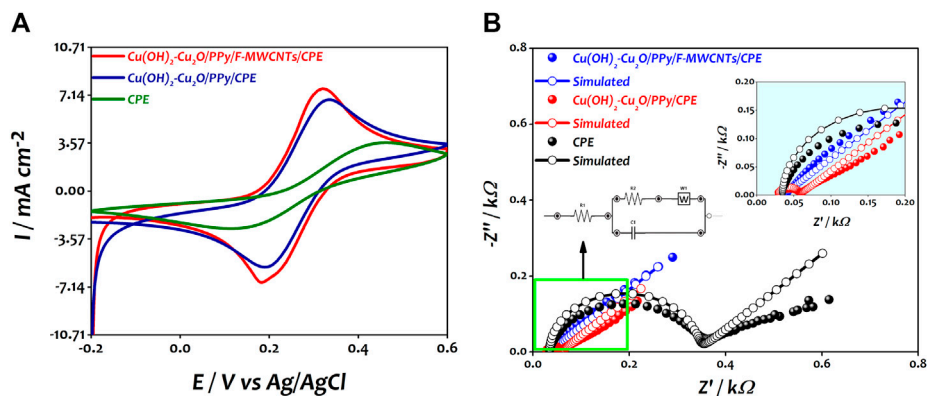 A
10.71
7.14
3.57
0.00
-3.57
-7.14
-10.71
I / mA cm⁻²
Cu(OH)₂-Cu₂O/PPy/F-MWCNTs/CPE
Cu(OH)₂-Cu₂O/PPy/CPE
CPE
-0.2 0.0 0.2 0.4 0.6
E / V vs Ag/AgCl
B
-0.8
-0.6
-0.4
-0.2
0.0
-Z'' / kΩ
Cu(OH)₂-Cu₂O/PPy/F-MWCNTs/CPE
Simulated
Cu(OH)₂-Cu₂O/PPy/CPE
Simulated
CPE
Simulated
-0.20
-0.15
0.10
0.05
0.00
-Z'' / kΩ
0.00 0.05 0.10 0.15 0.20
Z' / kΩ
R1
R2
W1
W
C1
0.0 0.2 0.4 0.6 0.8
Z' / kΩ